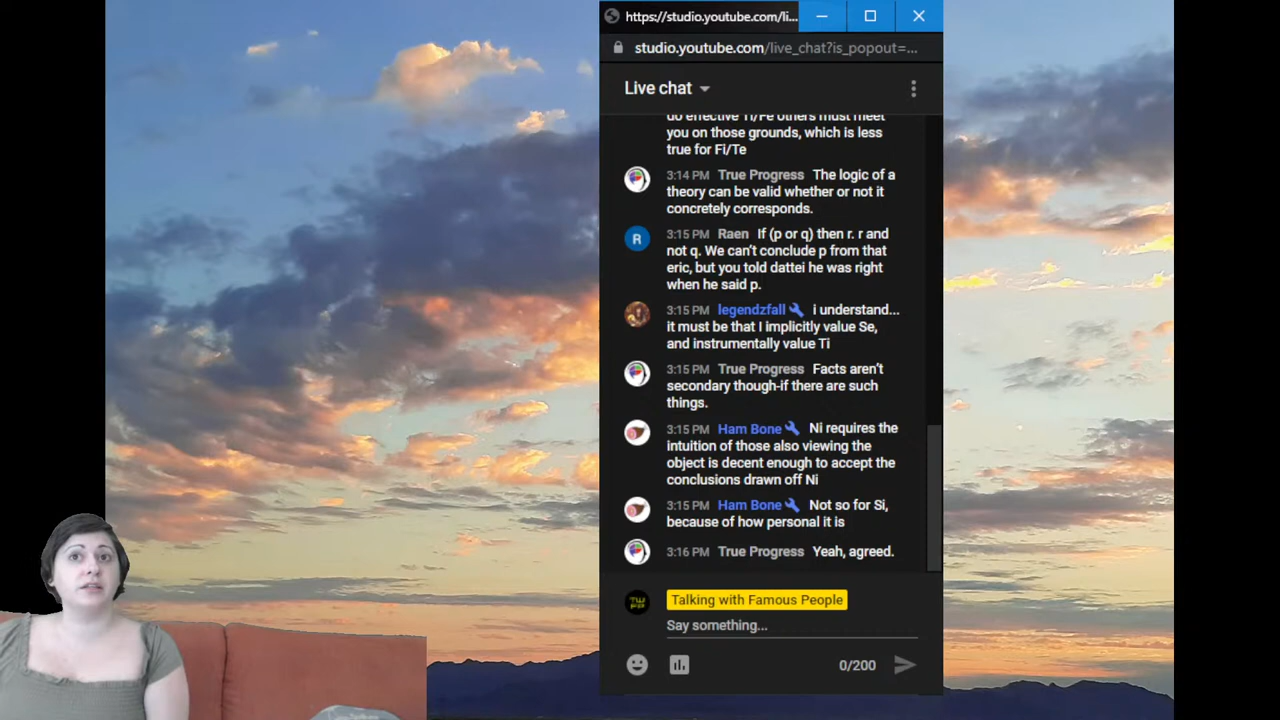 https://studio.youtube.com/li...
studio.youtube.com/live_chat?is_popout=...
Live chat
do effective Ti/Fe others must meet
you on those grounds, which is less
true for Fi/Te
3:14 PM True Progress The logic of a
theory can be valid whether or not it
concretely corresponds.
R 3:15 PM Raen If (p or q) then r. r and
not q. We can't conclude p from that
eric, but you told dattei he was right
when he said p.
3:15 PM legendzfall i understand...
it must be that I implicitly value Se,
and instrumentally value Ti
3:15 PM True Progress Facts aren't
secondary though-if there are such
things.
3:15 PM Ham Bone Ni requires the
intuition of those also viewing the
object is decent enough to accept the
conclusions drawn off Ni
3:15 PM Ham Bone Not so for Si,
because of how personal it is
3:16 PM True Progress Yeah, agreed.
TWFP Talking with Famous People
Say something...
0/200